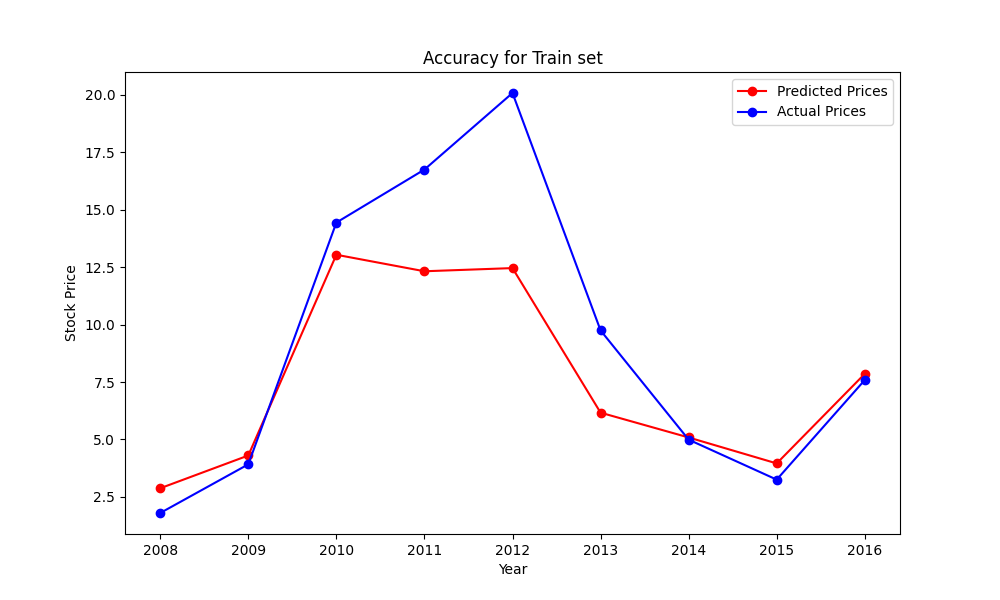 Accuracy for Train set
Predicted Prices
Actual Prices
20.0
17.5
15.0
12.5
10.0
7.5
5.0
2.5
Stock Price
2008 2009 2010 2011 2012 2013 2014 2015 2016
Year